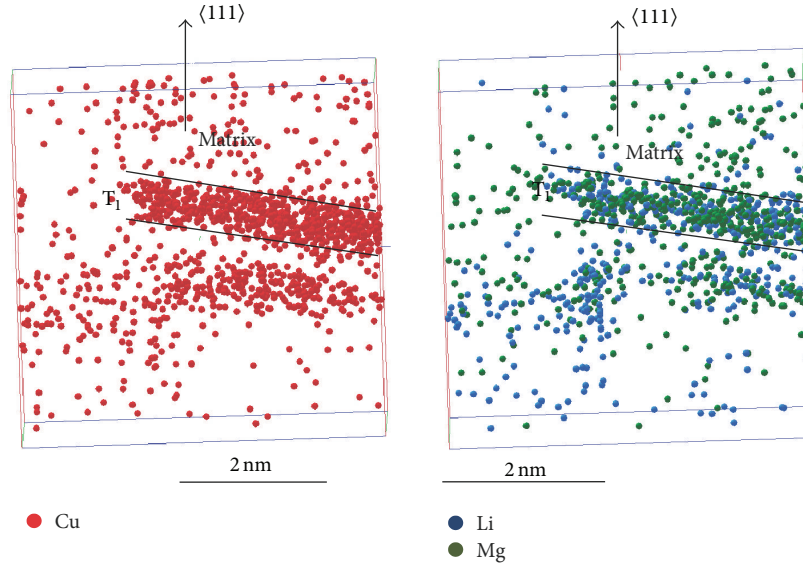 ⟨111⟩
Matrix
T1
2 nm
Cu
⟨111⟩
Matrix
T1
2 nm
Li
Mg